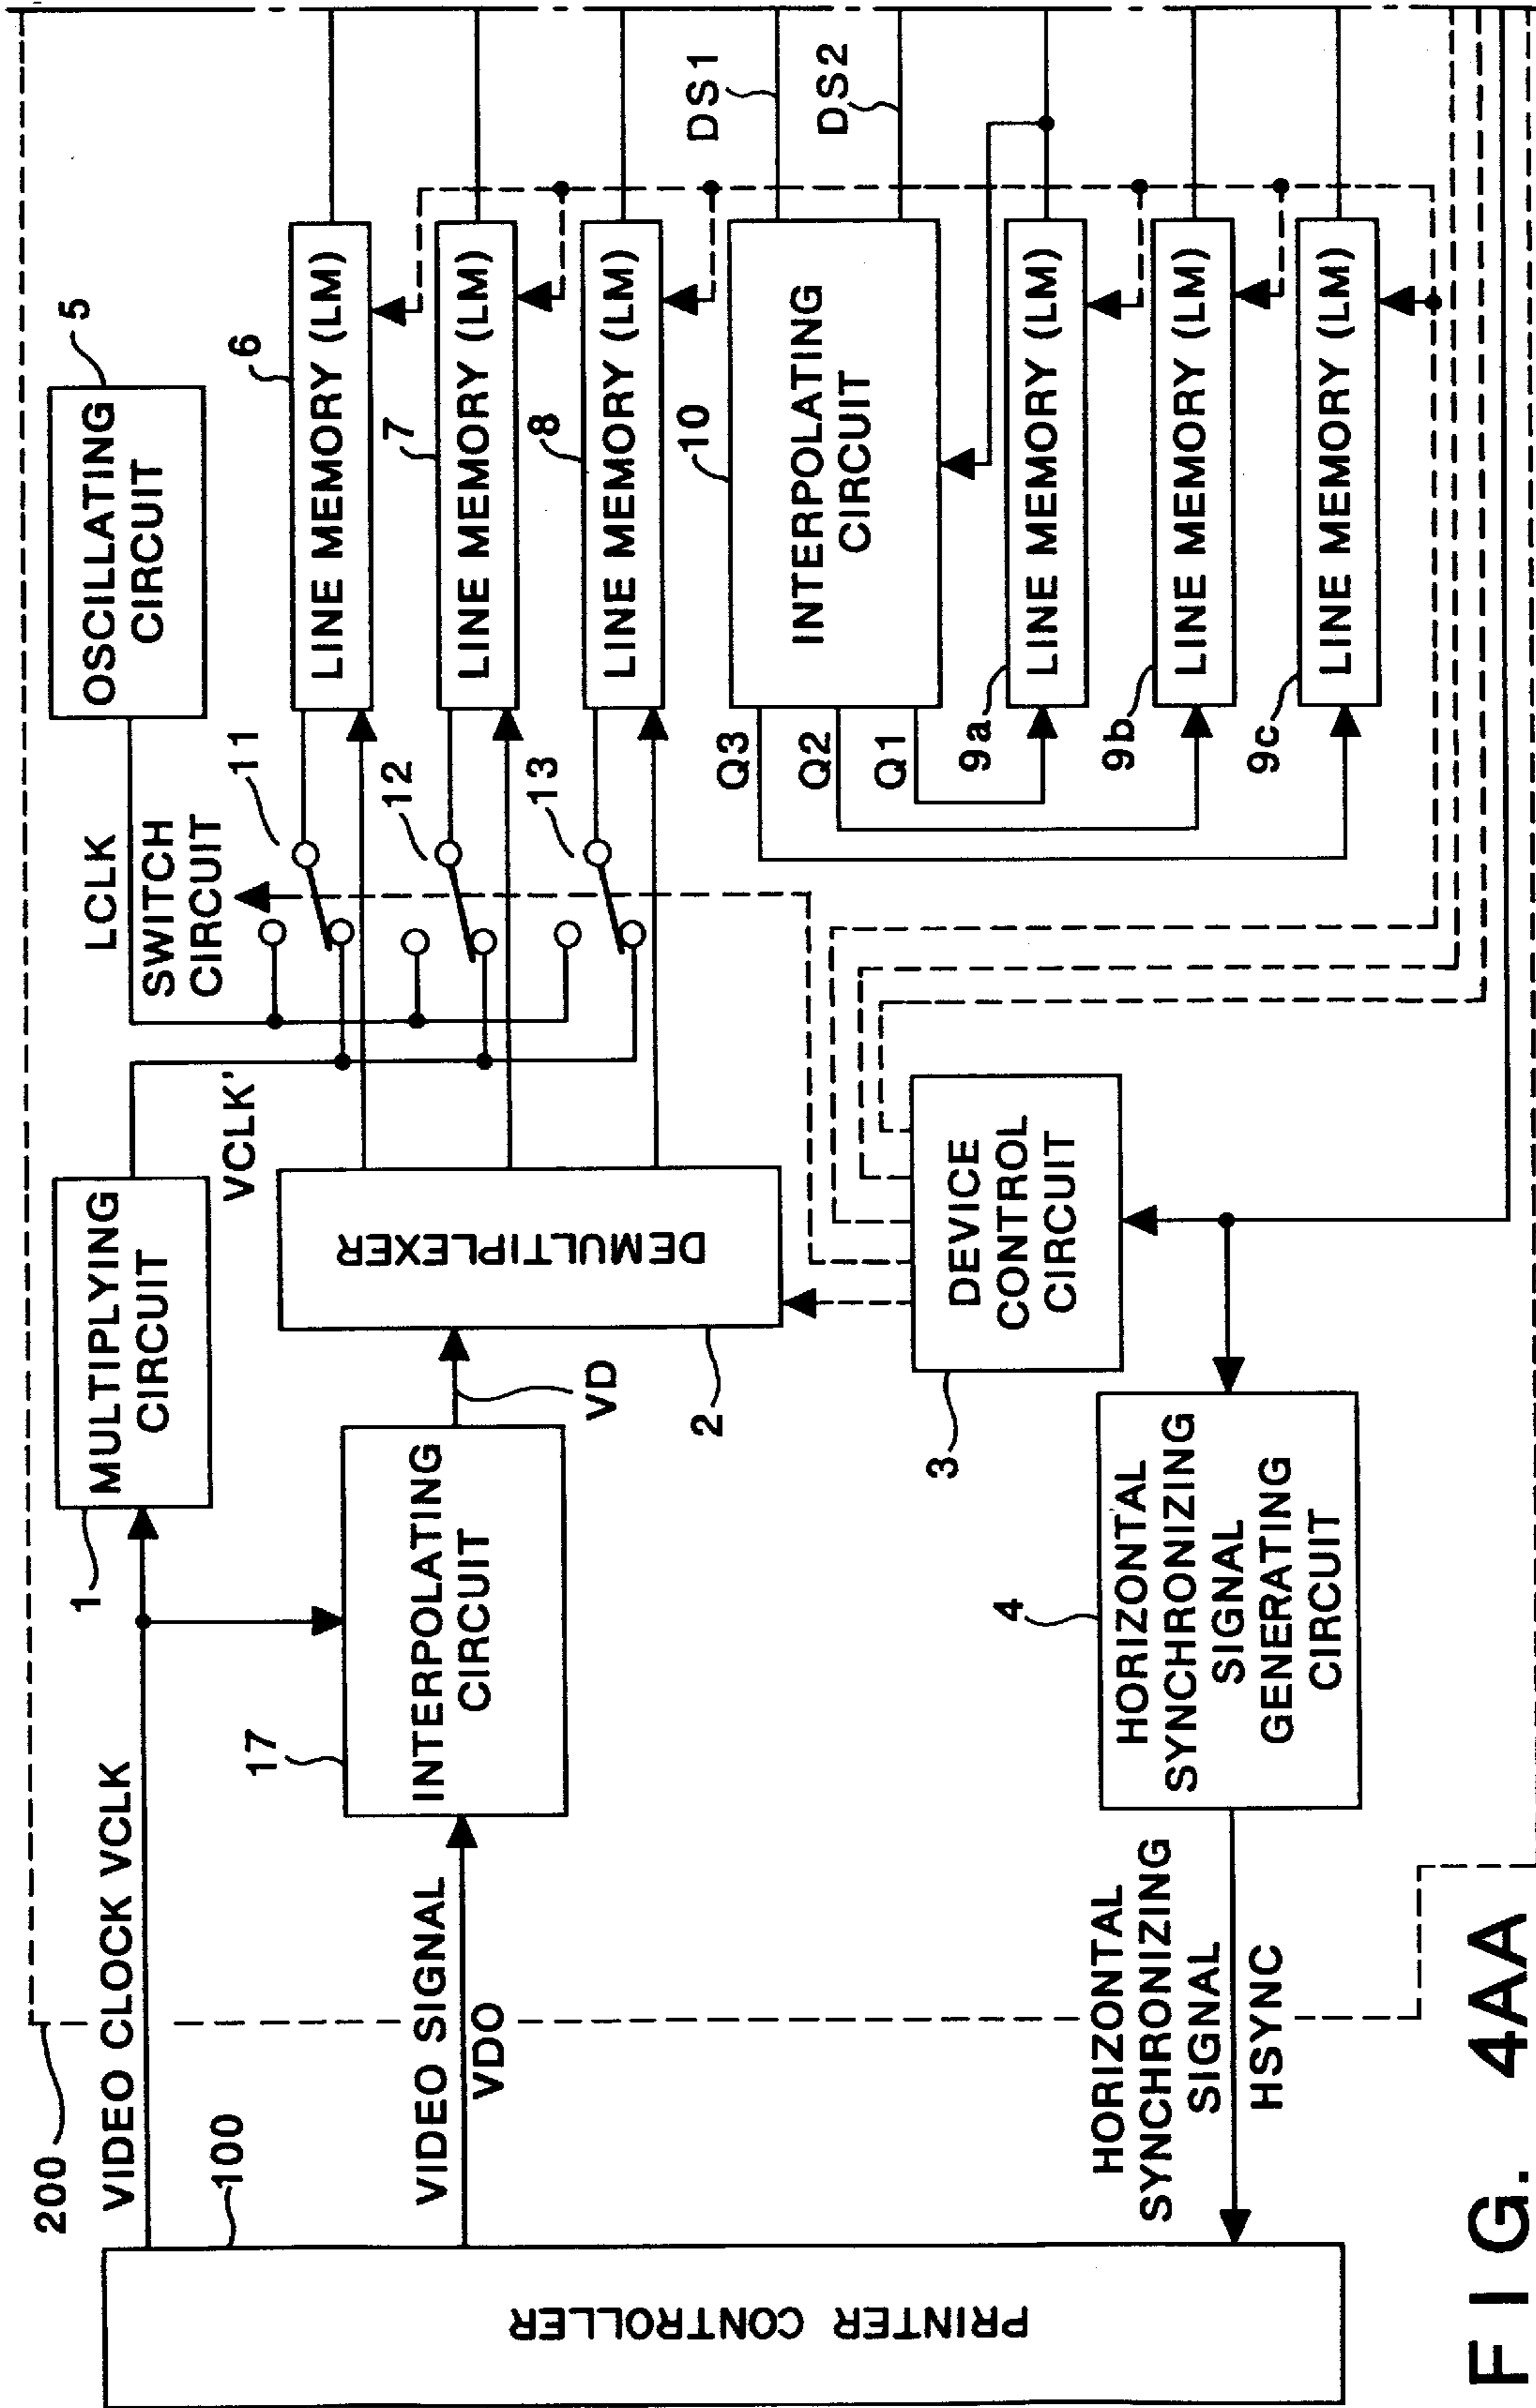 200
VIDEO CLOCK VCLK
100
PRINTER CONTROLLER
VIDEO SIGNAL
VDO
HORIZONTAL
SYNCHRONIZING
SIGNAL
HSYNC
1
MULTIPLYING
CIRCUIT
17
INTERPOLATING
CIRCUIT
VD
2
DEMULTIPLEXER
VCLK'
3
DEVICE
CONTROL
CIRCUIT
4
HORIZONTAL
SYNCHRONIZING
SIGNAL
GENERATING
CIRCUIT
LCLK
SWITCH
CIRCUIT
11
12
13
5
OSCILLATING
CIRCUIT
6
LINE MEMORY (LM)
7
LINE MEMORY (LM)
8
LINE MEMORY (LM)
10
INTERPOLATING
CIRCUIT
DS1
DS2
Q3
Q2
Q1
9a
LINE MEMORY (LM)
9b
LINE MEMORY (LM)
9c
LINE MEMORY (LM)
FIG. 4AA